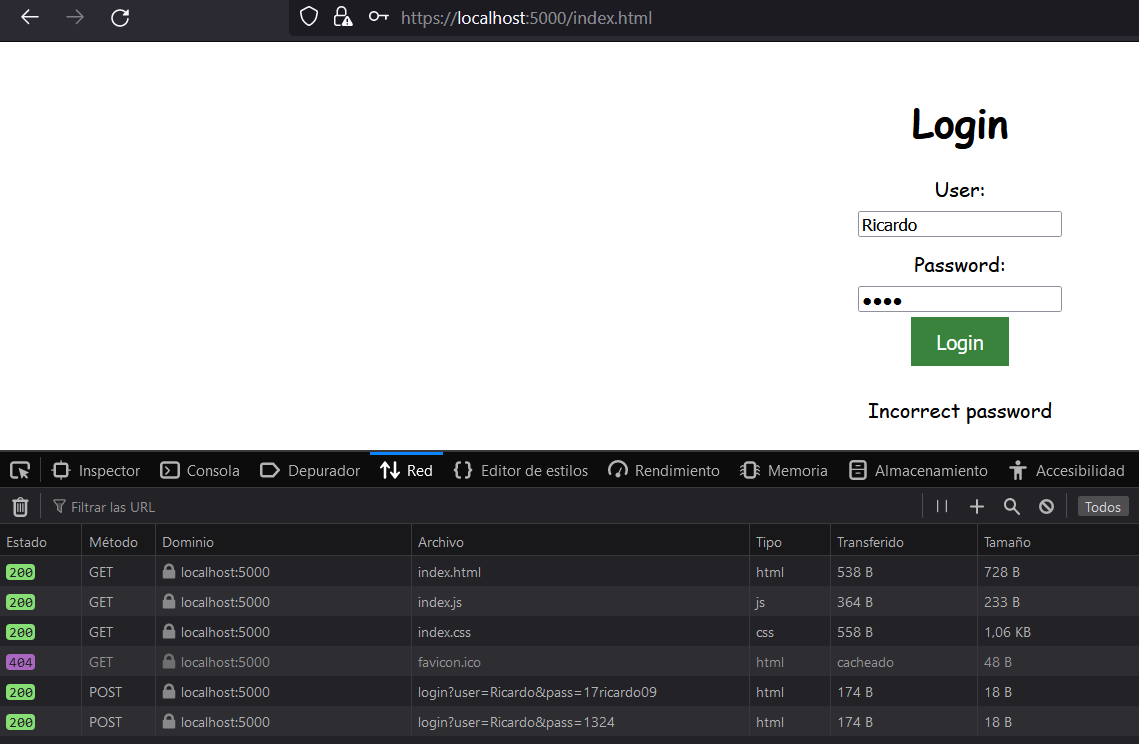 https://localhost:5000/index.html
Login
User:
Ricardo
Password:
Login
Incorrect password
Inspector Consola Depurador Red Editor de estilos Rendimiento Memoria Almacenamiento Accesibilidad
Filtrar las URL Todos
Estado Método Dominio Archivo Tipo Transferido Tamaño
200 GET localhost:5000 index.html html 538 B 728 B
200 GET localhost:5000 index.js js 364 B 233 B
200 GET localhost:5000 index.css css 558 B 1,06 KB
404 GET localhost:5000 favicon.ico html cacheado 48 B
200 POST localhost:5000 login?user=Ricardo&pass=17ricardo09 html 174 B 18 B
200 POST localhost:5000 login?user=Ricardo&pass=1324 html 174 B 18 B